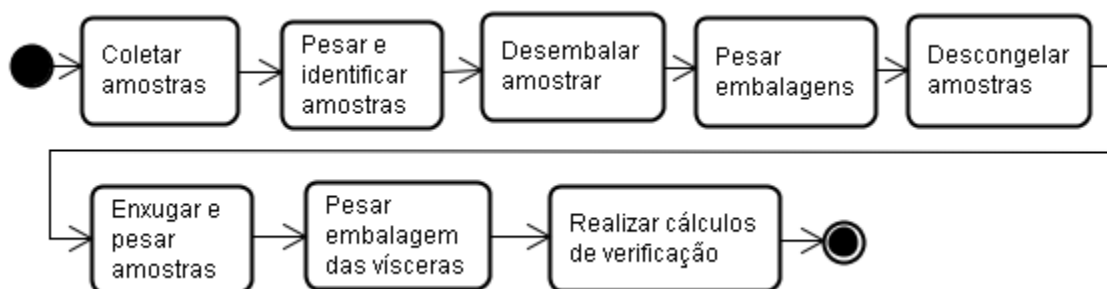 Coletar
amostras
Pesar e
identificar
amostras
Desembalar
amostrar
Pesar
embalagens
Descongelar
amostras
Enxugar e
pesar
amostras
Pesar
embalagem
das vísceras
Realizar cálculos
de verificação